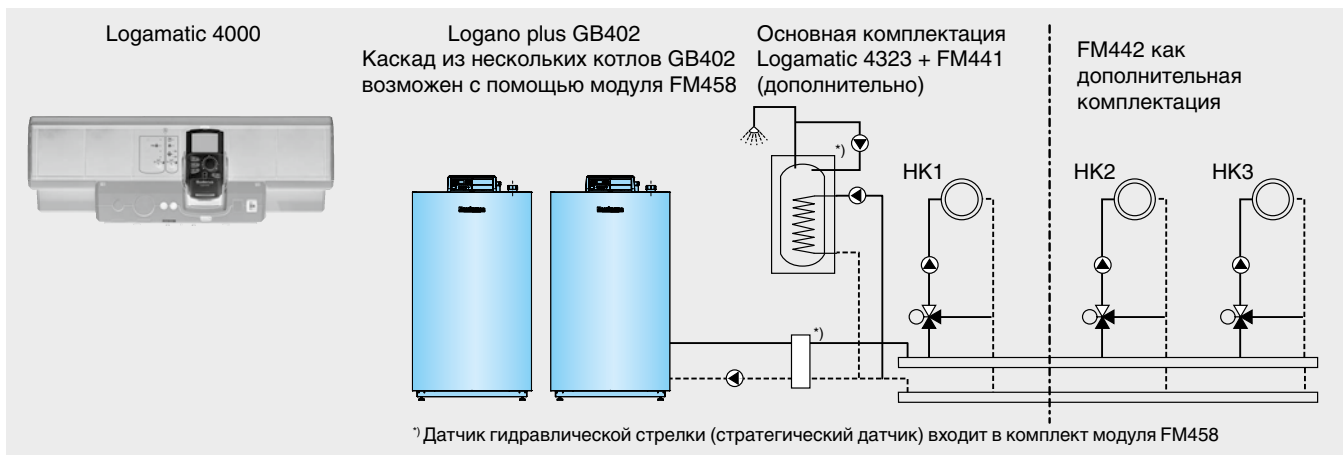 Logamatic 4000
Logano plus GB402
Каскад из нескольких котлов GB402
возможен с помощью модуля FM458
Основная комплектация
Logamatic 4323 + FM441
(дополнительно)
FM442 как
дополнительная
комплектация
*)
HK1
HK2
HK3
*)
*) Датчик гидравлической стрелки (стратегический датчик) входит в комплект модуля FM458